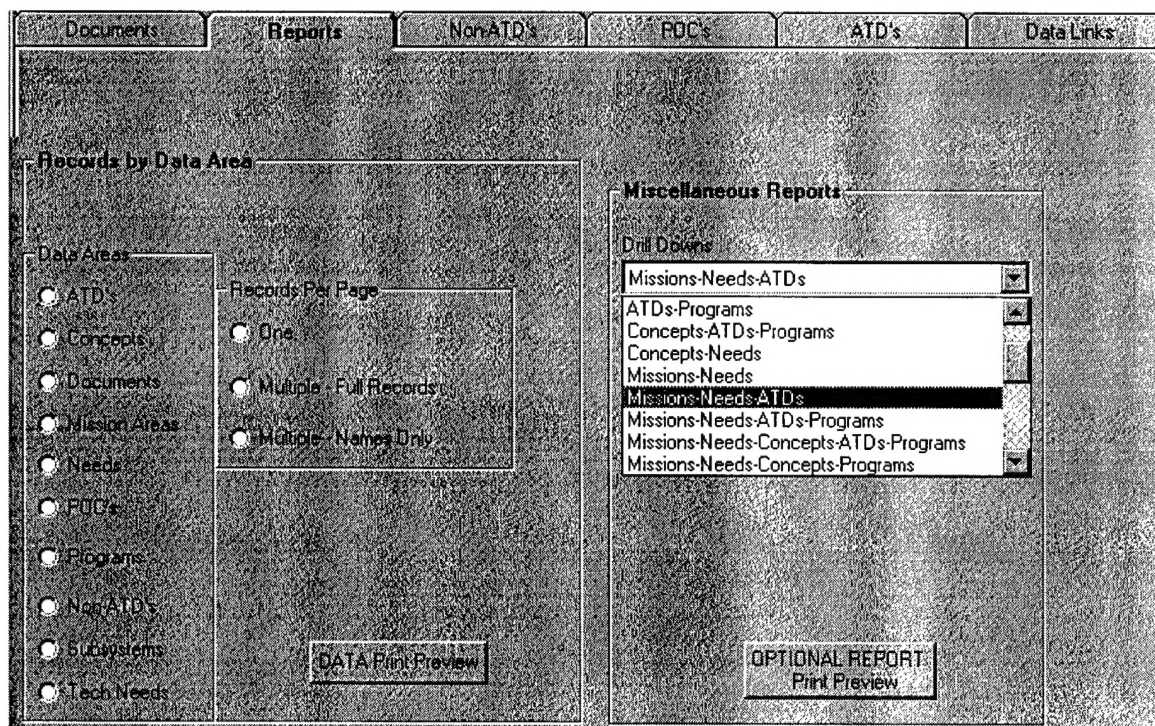 Documents
Reports
Non-ATD's
POC's
ATD's
Data Links
Records by Data Area
Data Areas
ATD's
Concepts
Documents
Mission Areas
Needs
POC's
Programs
Non-ATD's
Subsystems
Tech Needs
Records Per Page
One
Multiple - Full Records
Multiple - Names Only
DATA Print Preview
Miscellaneous Reports
Drill Downs
Missions-Needs-ATDs
ATDs-Programs
Concepts-ATDs-Programs
Concepts-Needs
Missions-Needs
Missions-Needs-ATDs
Missions-Needs-ATDs-Programs
Missions-Needs-Concepts-ATDs-Programs
Missions-Needs-Concepts-Programs
OPTIONAL REPORT
Print Preview